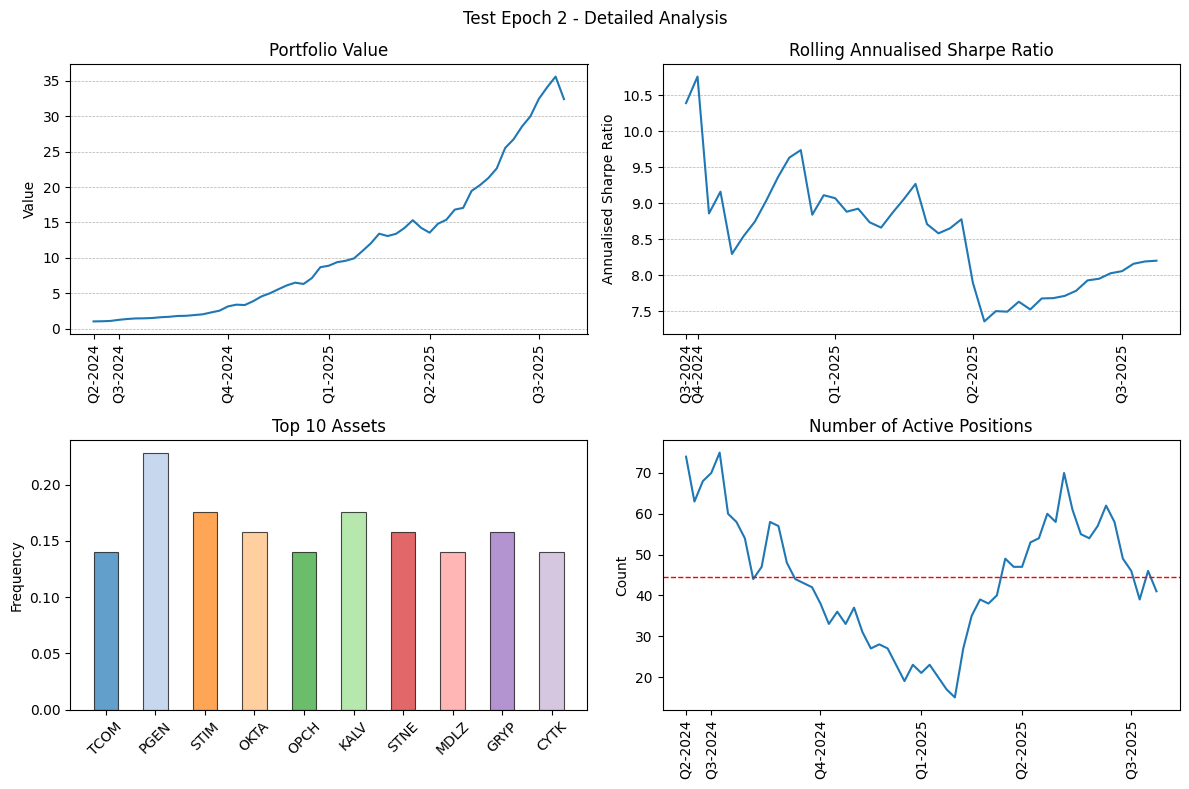 Test Epoch 2 - Detailed Analysis
Portfolio Value
Value
35
30
25
20
15
10
5
0
Q2-2024
Q3-2024
Q4-2024
Q1-2025
Q2-2025
Q3-2025
Rolling Annualised Sharpe Ratio
Annualised Sharpe Ratio
10.5
10.0
9.5
9.0
8.5
8.0
7.5
Q3-2024
Q4-2024
Q1-2025
Q2-2025
Q3-2025
Top 10 Assets
Frequency
0.20
0.15
0.10
0.05
0.00
TCOM
PGEN
STIM
OKTA
OPCH
KALV
STNE
MDLZ
GRYP
CYTK
Number of Active Positions
Count
70
60
50
40
30
20
Q2-2024
Q3-2024
Q4-2024
Q1-2025
Q2-2025
Q3-2025